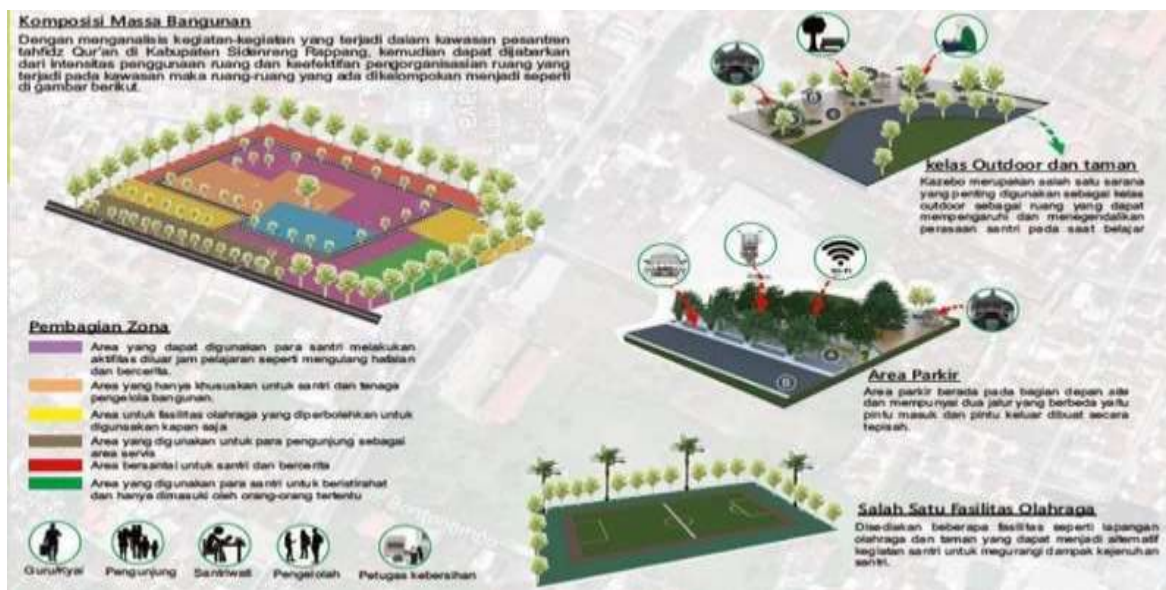 Komposisi Massa Bangunan
Dengan menganalisis kegiatan-kegiatan yang terjadi dalam kawasan pesantren
tahfidz Qur'an di Kabupaten Sidenreng Rappang, kemudian dapat dijabarkan
dari intensitas penggunaan ruang dan keefektifan pengorganisasian ruang yang
terjadi pada kawasan maka ruang-ruang yang ada dikelompokan menjadi seperti
di gambar berikut.
Pembagian Zona
Area yang dapat digunakan para santri melakukan
aktifitas diluar jam pelajaran seperti mengulang hafalan
dan bercerita.
Area yang hanya khususkan untuk santri dan tenaga
pengelola bangunan.
Area untuk fasilitas olahraga yang diperbolehkan untuk
digunsakan kapan saja
Area yang digunakan untuk para pengunjung sebagai
area servis
Area bersantai untuk santri dan bercerita
Area yang digunakan para santri untuk beristirahat
dan hanya dimasuki oleh orang-orang tertentu
Guru/Kyai
Pengunjung
Santriwati
Pengelolah
Petugas kebersihan
kelas Outdoor dan taman
Kazebo merupakan salah satu sarana
yang penting digunakan sebagai kelas
outdoor sebagai ruang yang dapat
mempengaruhi dan menegendalikan
perasaan santri pada saat belajar
Wi-Fi
B
Area Parkir
Area parkir berada pada bagian depan site
dan mempunyai dua jalur yang berbeda yaitu
pintu masuk dan pintu keluar dibuat secara
tepisah.
Salah Satu Fasilitas Olahraga
Disediakan beberapa fasilitas seperti lapangan
olahraga dan taman yang dapat menjadi alternatif
kegiatan santri untuk megurangi dampak kejenuhan
santri.